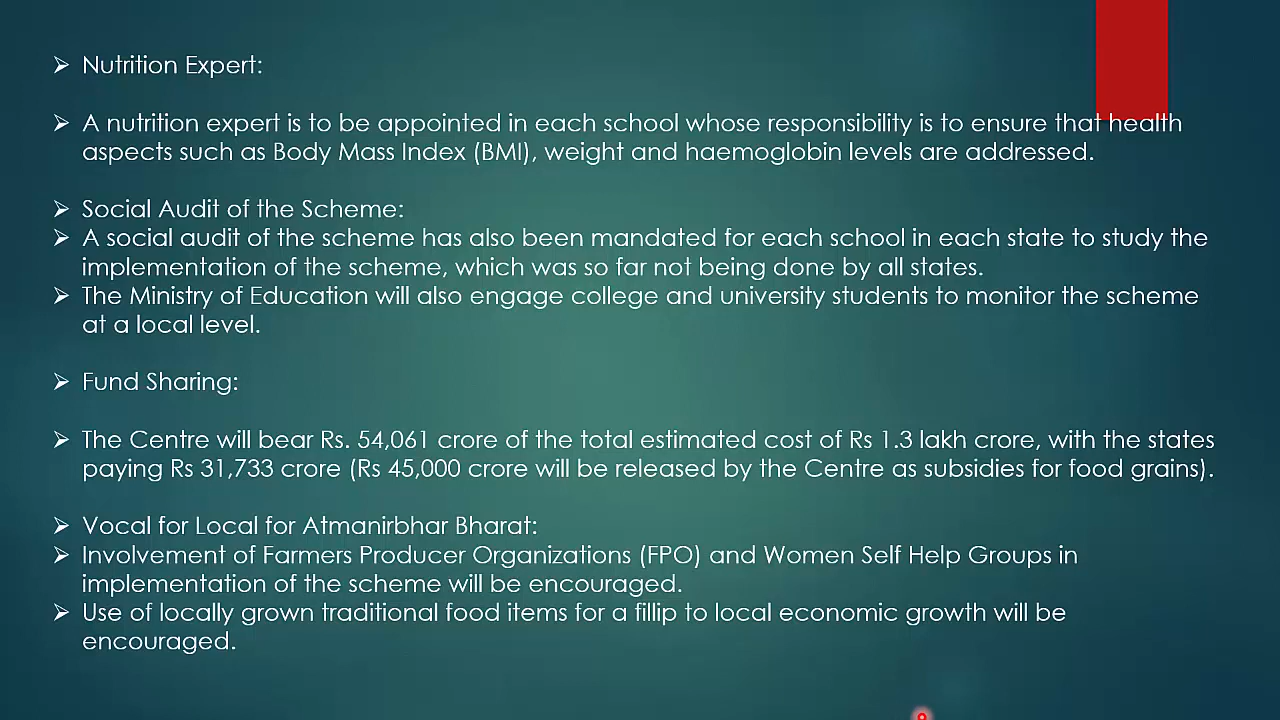 ➢ Nutrition Expert:
➢ A nutrition expert is to be appointed in each school whose responsibility is to ensure that health
aspects such as Body Mass Index (BMI), weight and haemoglobin levels are addressed.
➢ Social Audit of the Scheme:
➢ A social audit of the scheme has also been mandated for each school in each state to study the
implementation of the scheme, which was so far not being done by all states.
➢ The Ministry of Education will also engage college and university students to monitor the scheme
at a local level.
➢ Fund Sharing:
➢ The Centre will bear Rs. 54,061 crore of the total estimated cost of Rs 1.3 lakh crore, with the states
paying Rs 31,733 crore (Rs 45,000 crore will be released by the Centre as subsidies for food grains).
➢ Vocal for Local for Atmanirbhar Bharat:
➢ Involvement of Farmers Producer Organizations (FPO) and Women Self Help Groups in
implementation of the scheme will be encouraged.
➢ Use of locally grown traditional food items for a fillip to local economic growth will be
encouraged.